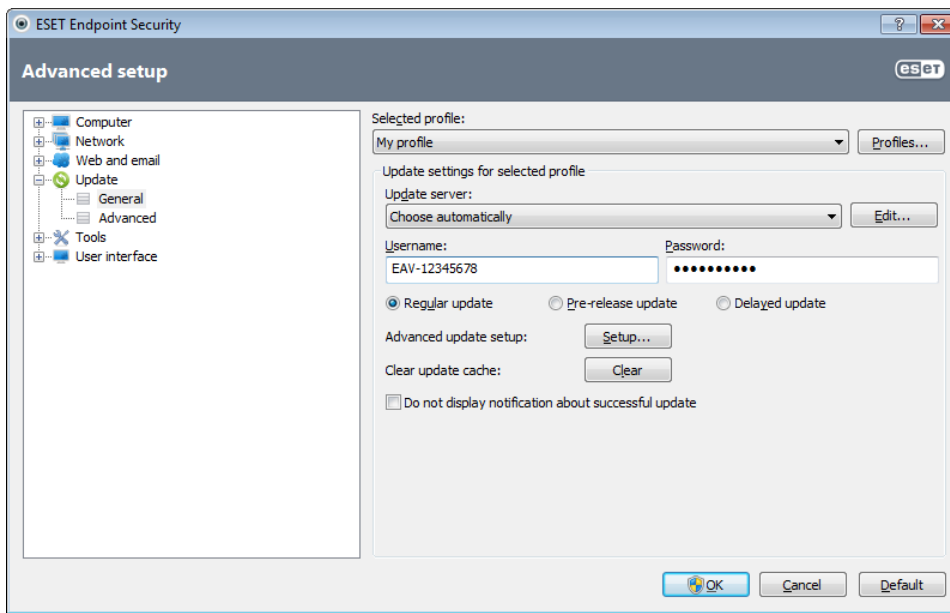 ESET Endpoint Security
Advanced setup
eseT
Computer
Network
Web and email
Update
General
Advanced
Tools
User interface
Selected profile:
My profile
Profiles...
Update settings for selected profile
Update server:
Choose automatically
Edit...
Username: Password:
EAV-12345678 ••••••••••
Regular update Pre-release update Delayed update
Advanced update setup: Setup...
Clear update cache: Clear
Do not display notification about successful update
OK Cancel Default